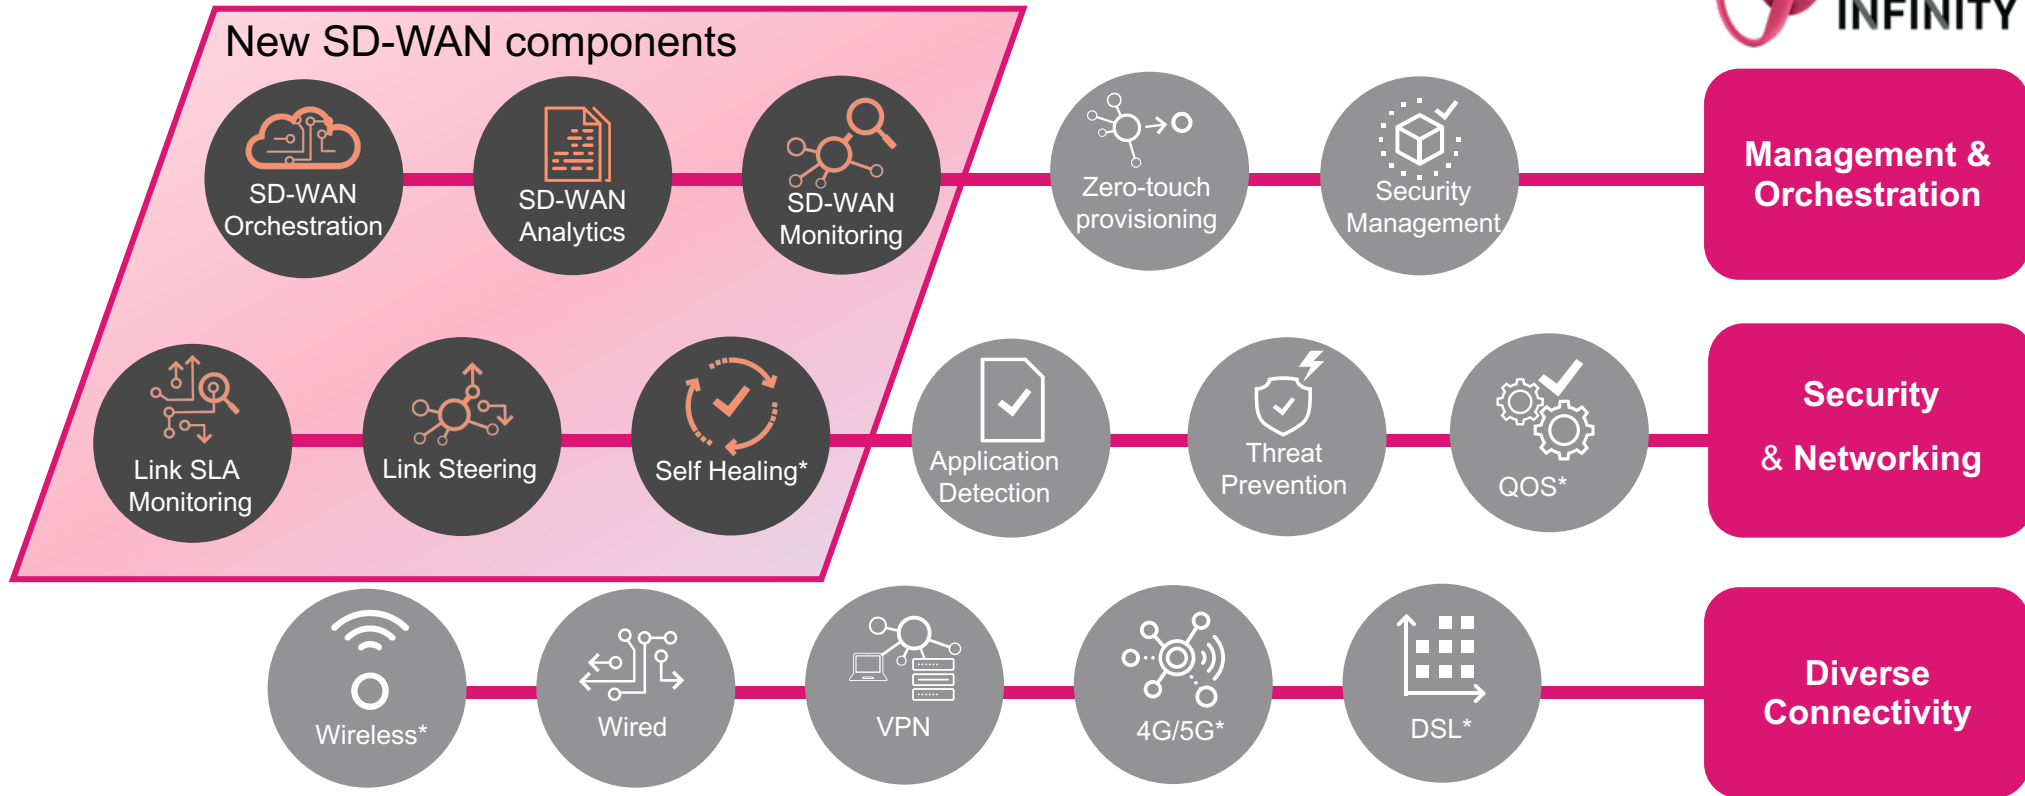 INFINITY
New SD-WAN components
SD-WAN
Orchestration
SD-WAN
Analytics
SD-WAN
Monitoring
Zero-touch
provisioning
Security
Management
Management &
Orchestration
Link SLA
Monitoring
Link Steering
Self Healing*
Application
Detection
Threat
Prevention
QOS*
Security
& Networking
Wireless*
Wired
VPN
4G/5G*
DSL*
Diverse
Connectivity